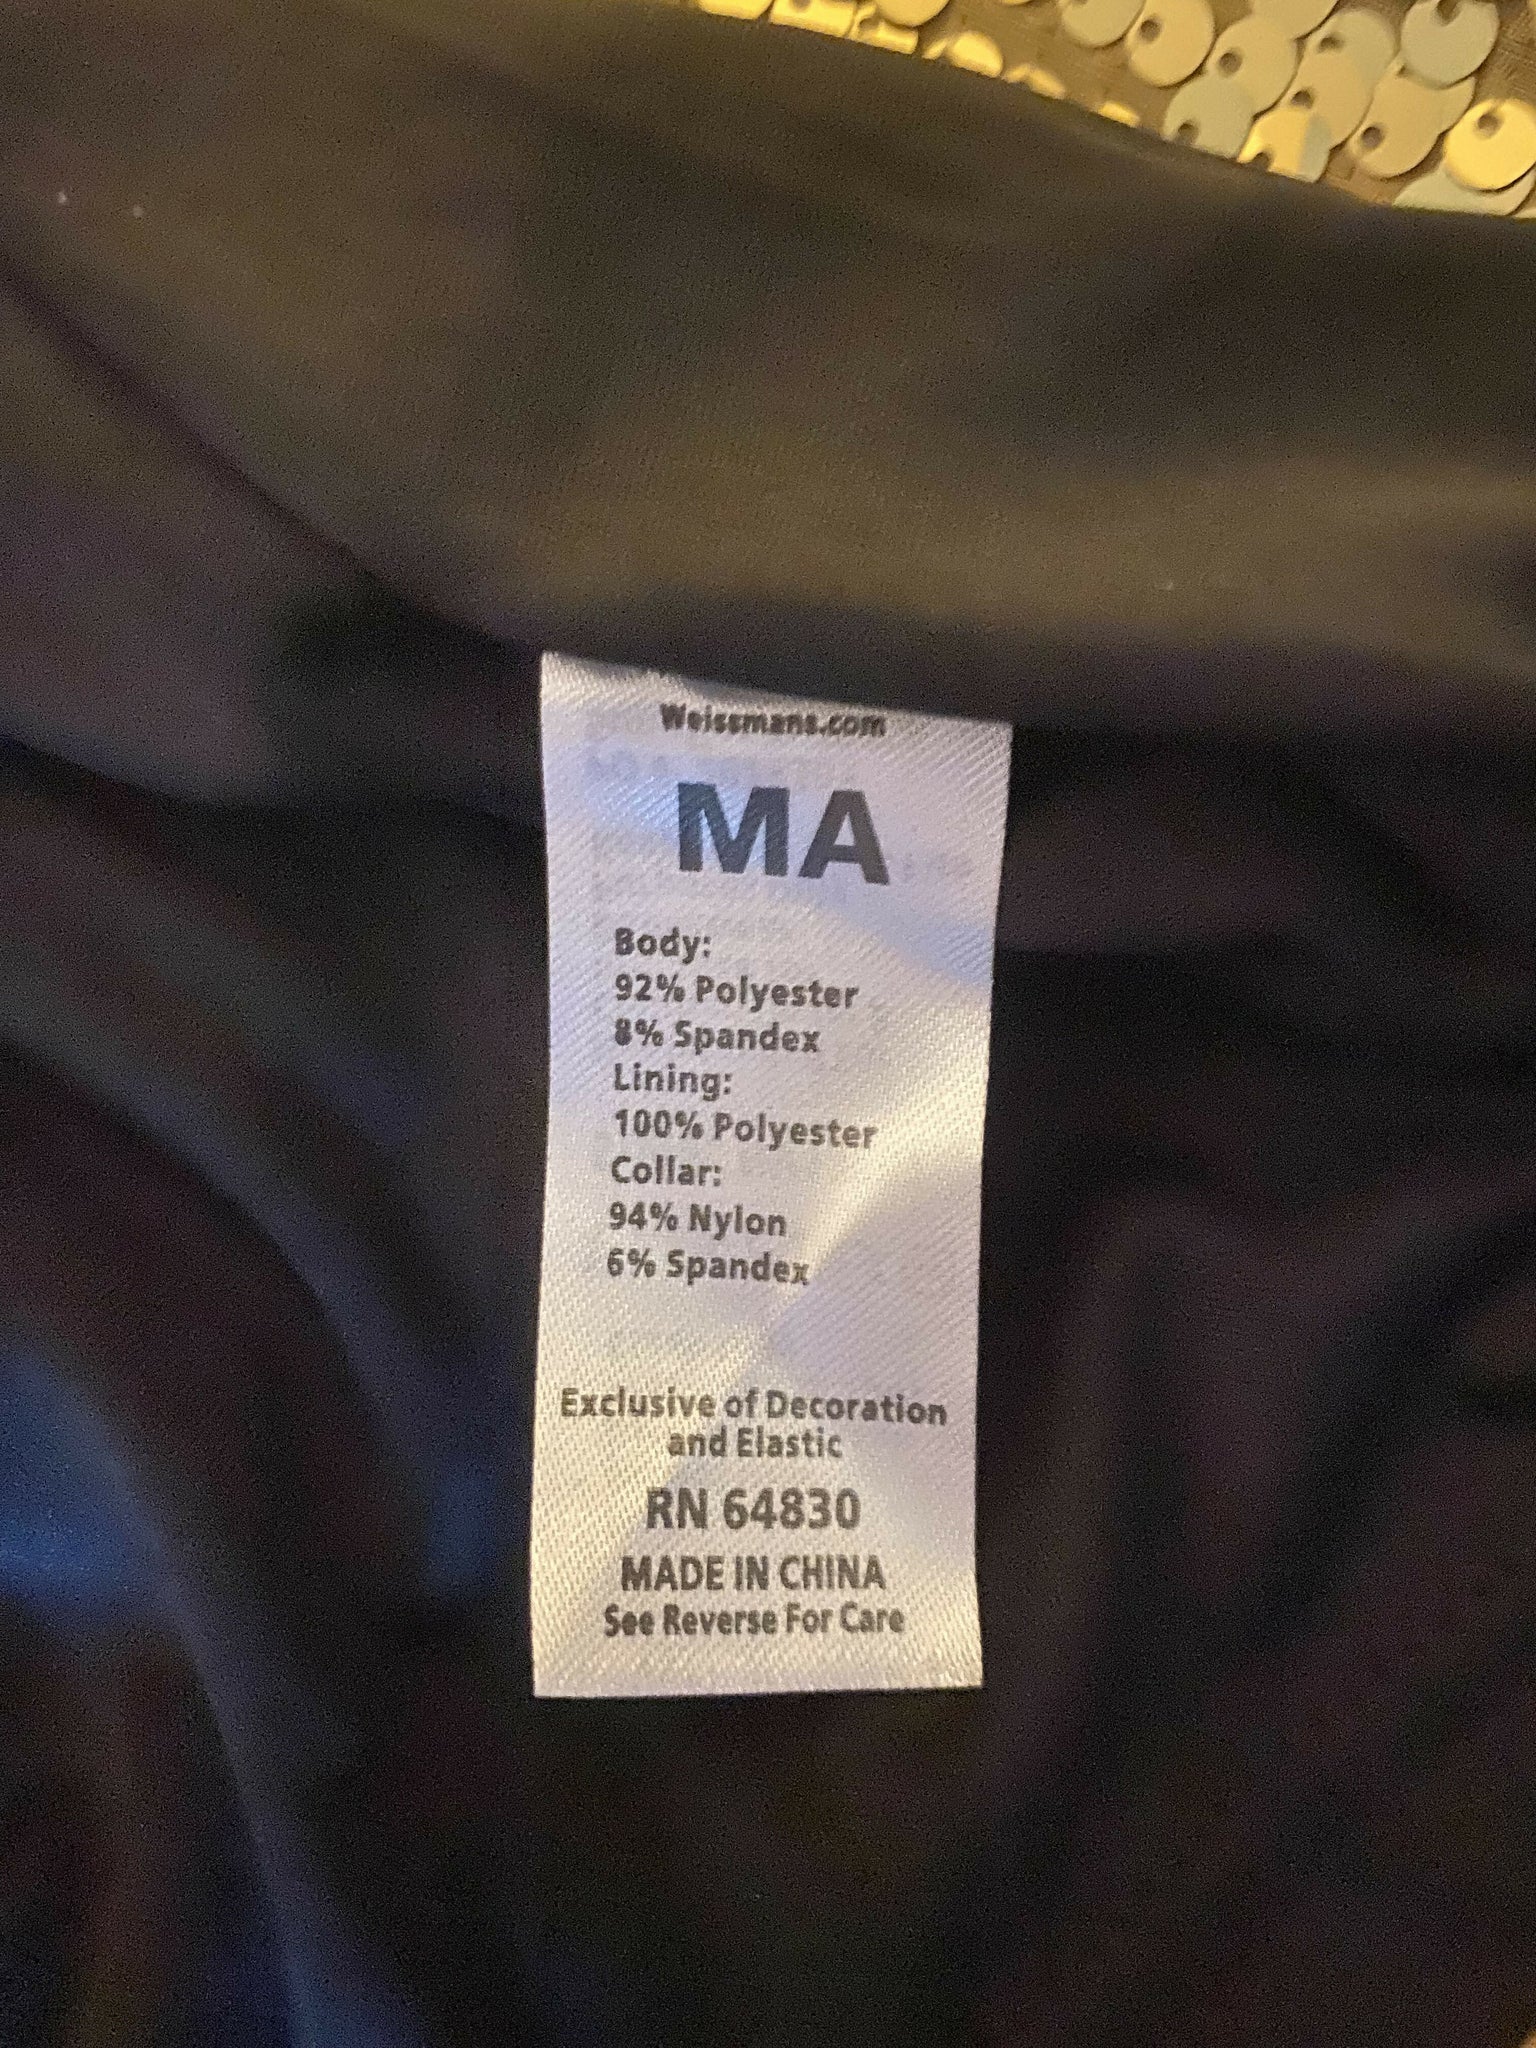 Weissmans.com
MA
Body:
92% Polyester
8% Spandex
Lining:
100% Polyester
Collar:
94% Nylon
6% Spandex
Exclusive of Decoration
and Elastic
RN 64830
MADE IN CHINA
See Reverse For Care